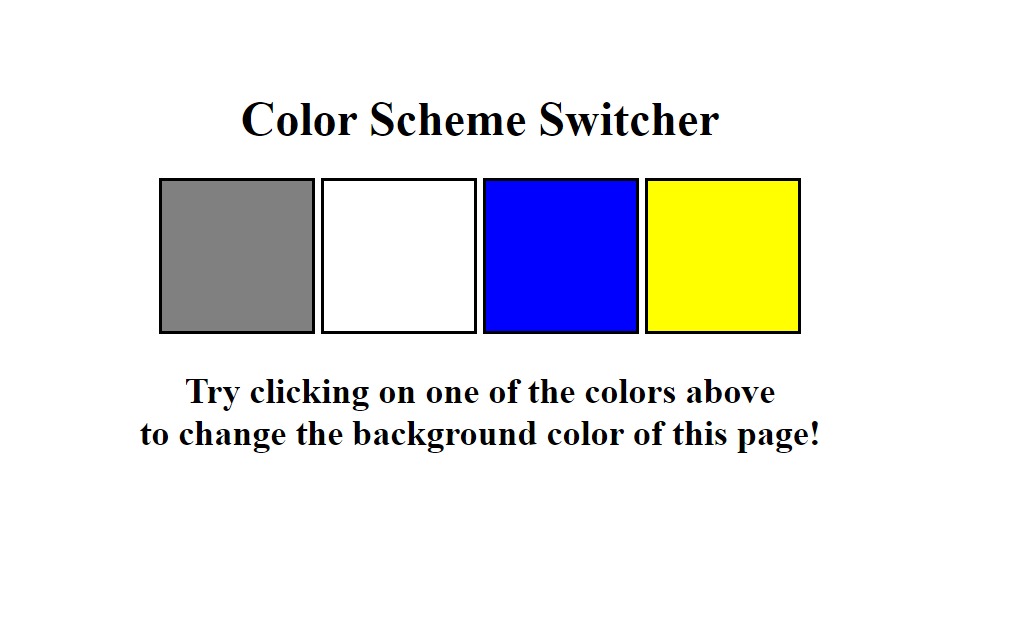 Color Scheme Switcher
Try clicking on one of the colors above
to change the background color of this page!